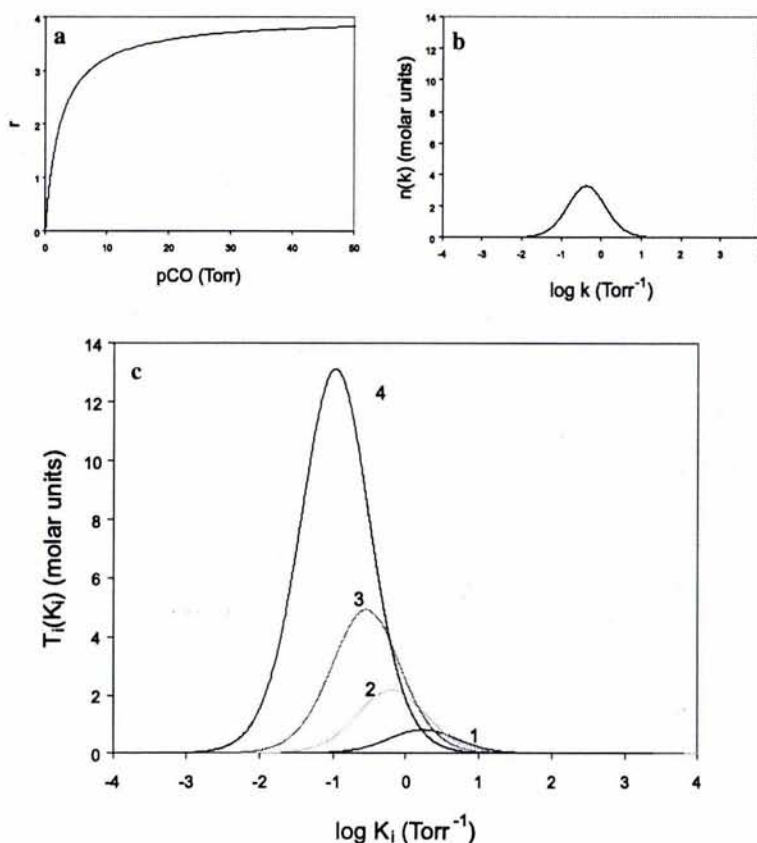 a
4
3
2
1
0
r
0 10 20 30 40 50
pCO (Torr)
b
14
12
10
8
6
4
2
0
n(k) (molar units)
-4 -3 -2 -1 0 1 2 3
log k (Torr-1)
c
14
12
10
8
6
4
2
0
Ti(Ki) (molar units)
4
3
2
1
-4 -3 -2 -1 0 1 2 3 4
log Ki (Torr-1)